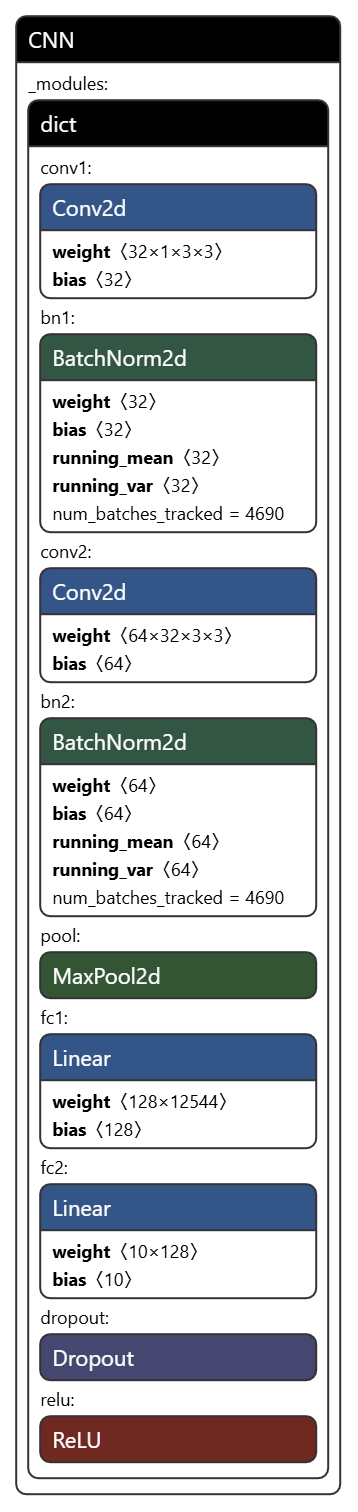 CNN
_modules:
dict
conv1:
Conv2d
weight 〈32×1×3×3〉
bias 〈32〉
bn1:
BatchNorm2d
weight 〈32〉
bias 〈32〉
running_mean 〈32〉
running_var 〈32〉
num_batches_tracked = 4690
conv2:
Conv2d
weight 〈64×32×3×3〉
bias 〈64〉
bn2:
BatchNorm2d
weight 〈64〉
bias 〈64〉
running_mean 〈64〉
running_var 〈64〉
num_batches_tracked = 4690
pool:
MaxPool2d
fc1:
Linear
weight 〈128×12544〉
bias 〈128〉
fc2:
Linear
weight 〈10×128〉
bias 〈10〉
dropout:
Dropout
relu:
ReLU